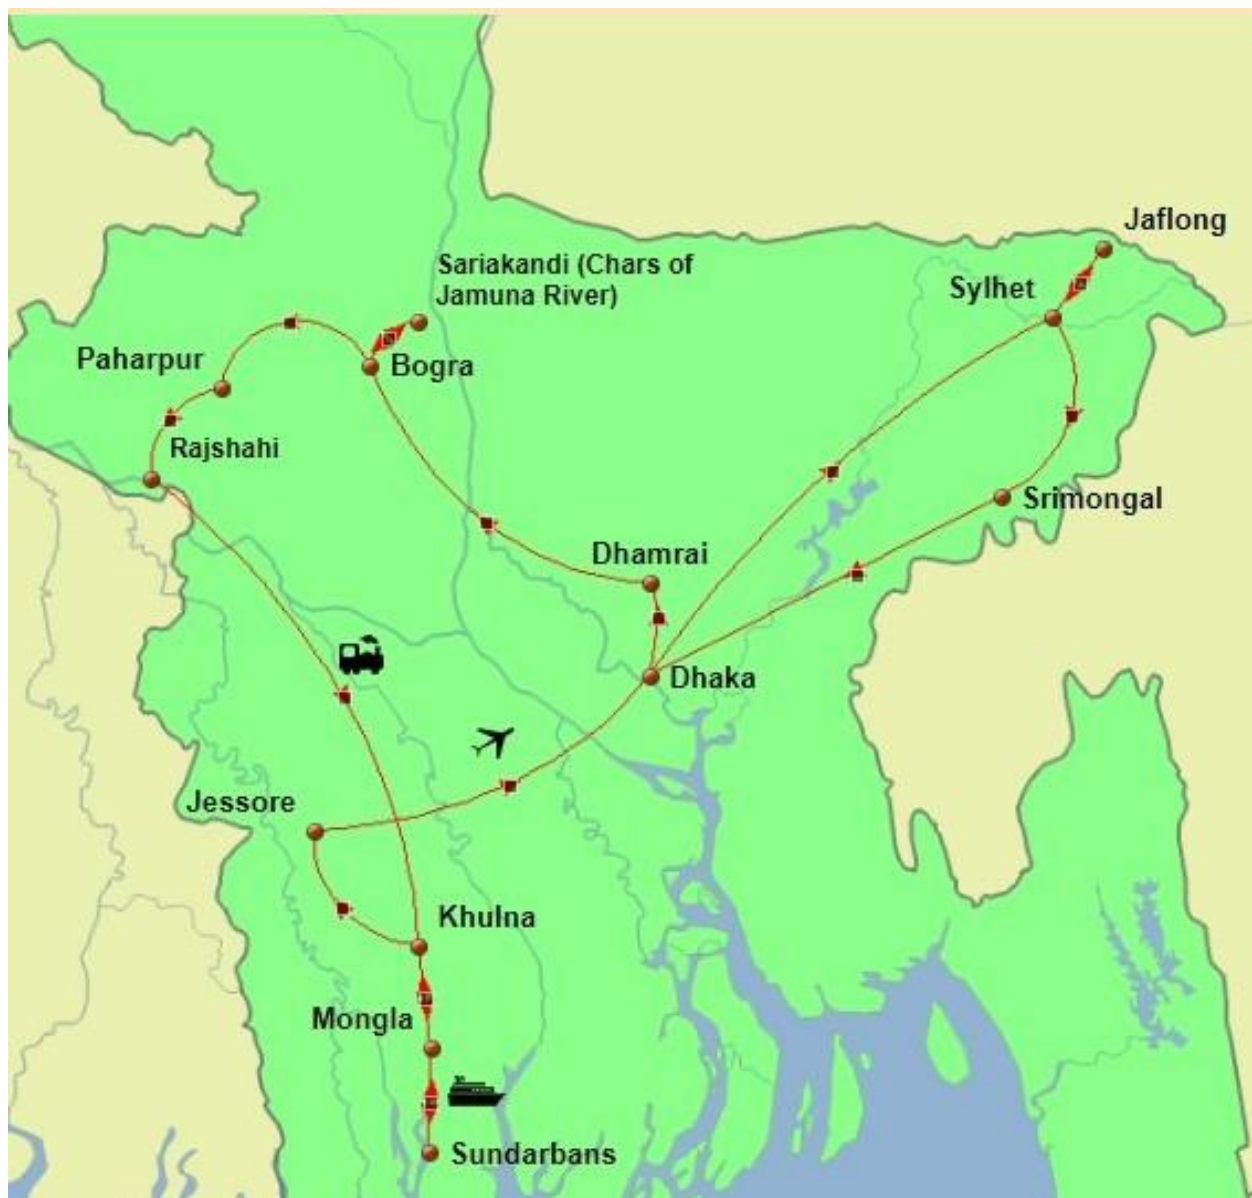 Jaflong
Sariakandi (Chars of
Jamuna River)
Sylhet
Paharpur
Bogra
Rajshahi
Srimongal
Dhamrai
Dhaka
Jessore
Khulna
Mongla
Sundarbans